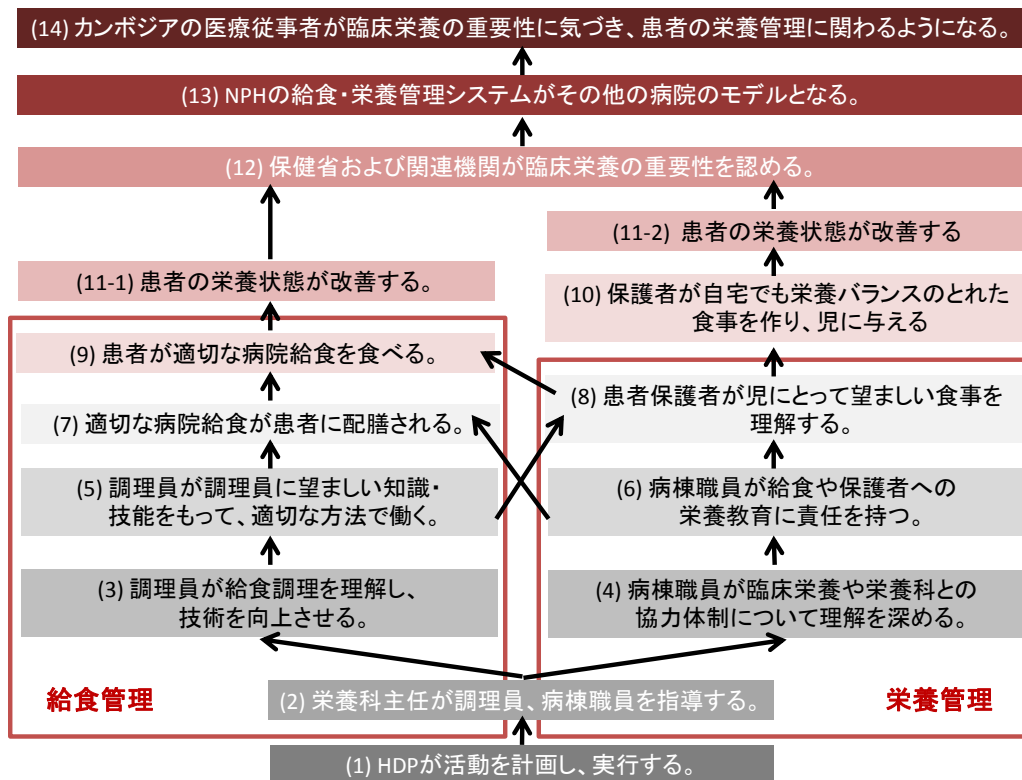 (14) カンボジアの医療従事者が臨床栄養の重要性に気づき、患者の栄養管理に関わるようになる。
(13) NPHの給食・栄養管理システムがその他の病院のモデルとなる。
(12) 保健省および関連機関が臨床栄養の重要性を認める。
(11-2) 患者の栄養状態が改善する
(11-1) 患者の栄養状態が改善する。
(10) 保護者が自宅でも栄養バランスのとれた
食事を作り、児に与える
(9) 患者が適切な病院給食を食べる。
(8) 患者保護者が児にとって望ましい食事を
理解する。
(7) 適切な病院給食が患者に配膳される。
(5) 調理員が調理員に望ましい知識・
技能をもって、適切な方法で働く。
(6) 病棟職員が給食や保護者への
栄養教育に責任を持つ。
(3) 調理員が給食調理を理解し、
技術を向上させる。
(4) 病棟職員が臨床栄養や栄養科との
協力体制について理解を深める。
給食管理
(2) 栄養科主任が調理員、病棟職員を指導する。
栄養管理
(1) HDPが活動を計画し、実行する。